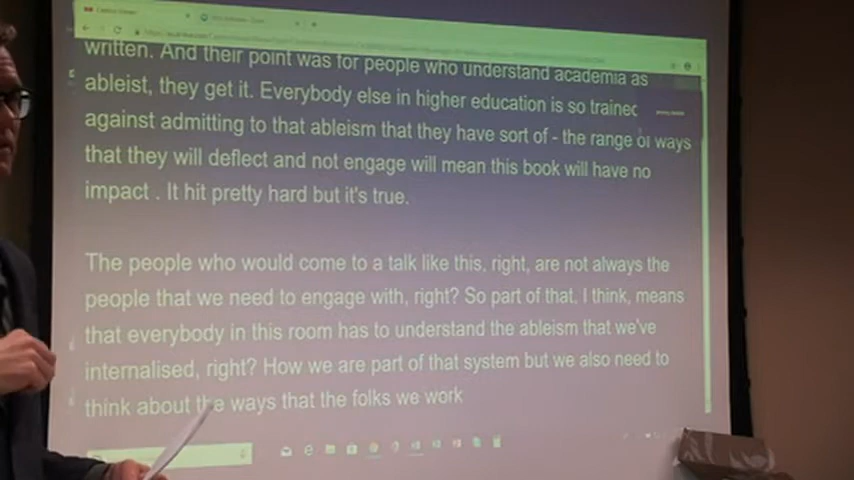 written. And their point was for people who understand academia as
ableist, they get it. Everybody else in higher education is so trained
against admitting to that ableism that they have sort of - the range of ways
that they will deflect and not engage will mean this book will have no
impact . It hit pretty hard but it's true.
The people who would come to a talk like this, right, are not always the
people that we need to engage with, right? So part of that, I think, means
that everybody in this room has to understand the ableism that we've
internalised, right? How we are part of that system but we also need to
think about the ways that the folks we work